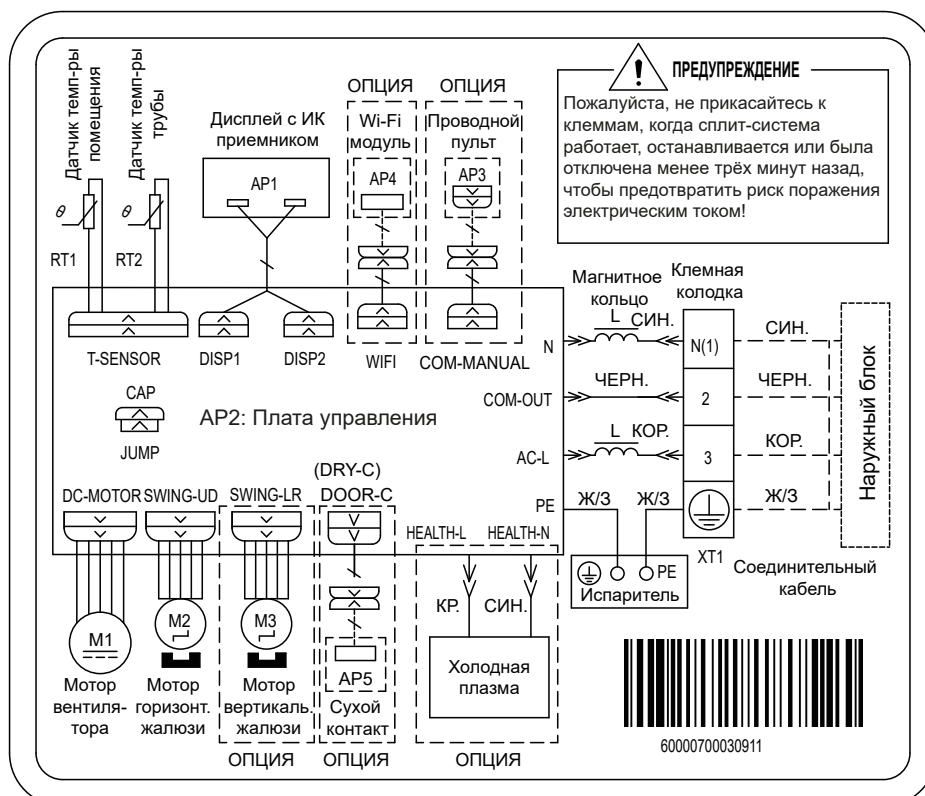 Датчик темп-ры
помещения
Датчик темп-ры
трубы
θ
θ
RT1
RT2
Дисплей с ИК
приемником
AP1
ОПЦИЯ
Wi-Fi
модуль
AP4
ОПЦИЯ
Проводной
пульт
AP3
ПРЕДУПРЕЖДЕНИЕ
Пожалуйста, не прикасайтесь к
клеммам, когда сплит-система
работает, останавливается или была
отключена менее трёх минут назад,
чтобы предотвратить риск поражения
электрическим током!
T-SENSOR
DISP1
DISP2
WIFI
COM-MANUAL
CAP
JUMP
AP2: Плата управления
Магнитное
кольцо
Клемная
колодка
N
L
СИН.
N(1)
СИН.
COM-OUT
ЧЕРН.
2
ЧЕРН.
AC-L
L
КОР.
3
КОР.
PE
Ж/З
Ж/З
Ж/З
XT1
Наружный блок
Соединительный
кабель
PE
Испаритель
DC-MOTOR
SWING-UD
SWING-LR
(DRY-C)
DOOR-C
HEALTH-L
HEALTH-N
КР.
СИН.
M1
M2
M3
AP5
Мотор
вентиля-
тора
Мотор
горизонт.
жалюзи
Мотор
вертикаль.
жалюзи
Сухой
контакт
Холодная
плазма
ОПЦИЯ
ОПЦИЯ
ОПЦИЯ
60000700030911